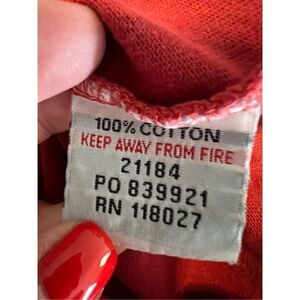 100% COTTON
KEEP AWAY FROM FIRE
21184
PO 839921
RN 118027